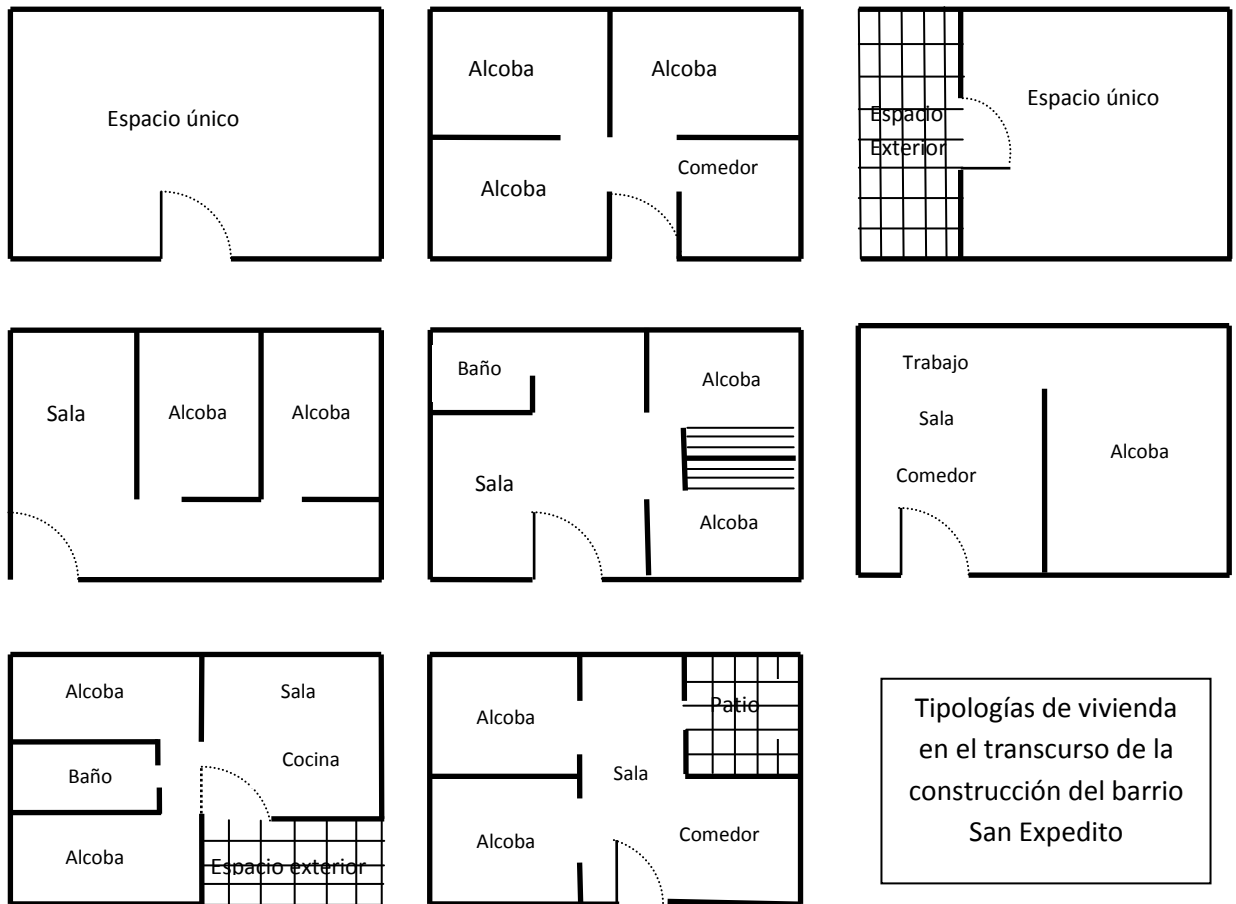 Espacio único
Alcoba
Alcoba
Alcoba
Comedor
Espacio
Exterior
Espacio único
Sala
Alcoba
Alcoba
Baño
Sala
Alcoba
Alcoba
Trabajo
Sala
Comedor
Alcoba
Alcoba
Baño
Alcoba
Sala
Cocina
Espacio exterior
Alcoba
Alcoba
Sala
Patio
Comedor
Tipologías de vivienda
en el transcurso de la
construcción del barrio
San Expedito